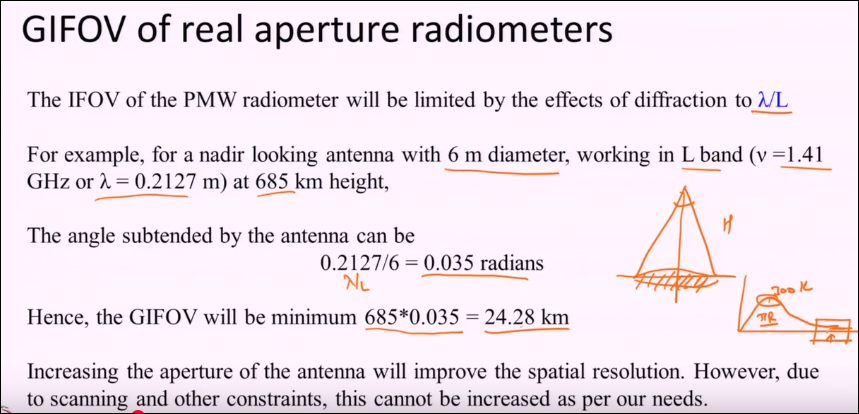 GIFOV of real aperture radiometers
The IFOV of the PMW radiometer will be limited by the effects of diffraction to λ/L
For example, for a nadir looking antenna with 6 m diameter, working in L band (ν =1.41
GHz or λ = 0.2127 m) at 685 km height,
The angle subtended by the antenna can be
0.2127/6 = 0.035 radians
λ/L
H
300 K
TIR
Hence, the GIFOV will be minimum 685*0.035 = 24.28 km
Increasing the aperture of the antenna will improve the spatial resolution. However, due
to scanning and other constraints, this cannot be increased as per our needs.